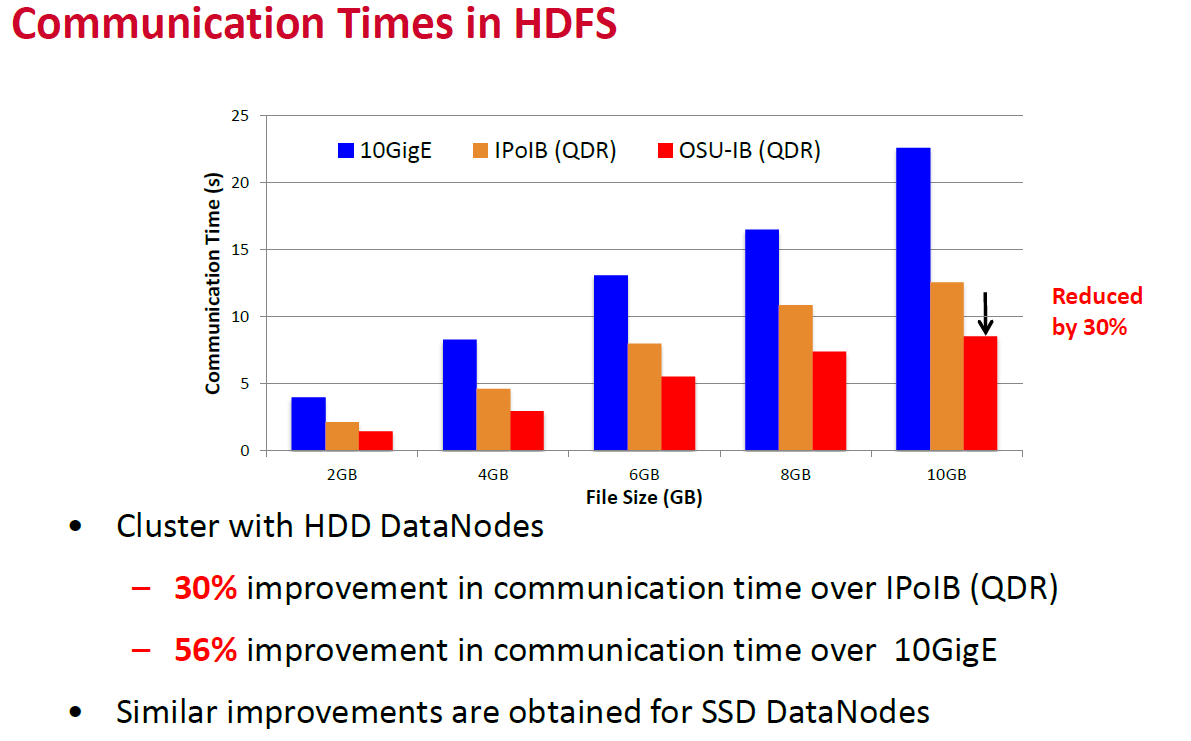 Communication Times in HDFS
25
10GigE IPoIB (QDR) OSU-IB (QDR)
20
15
10
5
0
Communication Time (s)
2GB 4GB 6GB 8GB 10GB
File Size (GB)
Reduced
by 30%
• Cluster with HDD DataNodes
– 30% improvement in communication time over IPoIB (QDR)
– 56% improvement in communication time over 10GigE
• Similar improvements are obtained for SSD DataNodes